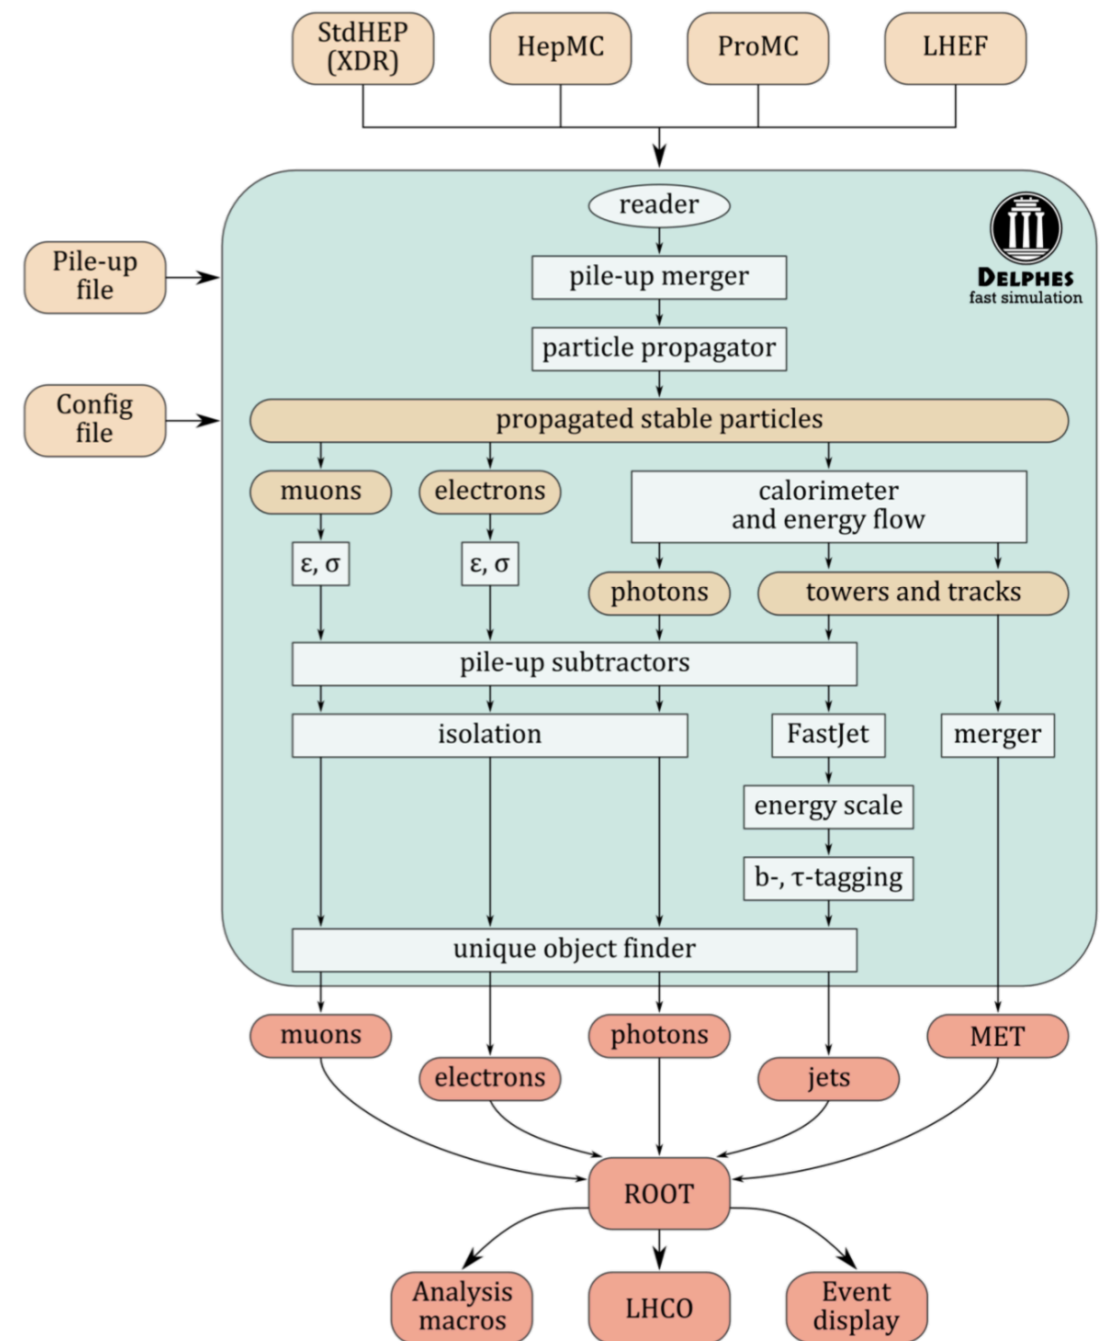 StdHEP
(XDR)
HepMC
ProMC
LHEF
reader
DELPHES
fast simulation
Pile-up
file
pile-up merger
particle propagator
Config
file
propagated stable particles
muons
electrons
calorimeter
and energy flow
ε, σ
ε, σ
photons
towers and tracks
pile-up subtractors
isolation
FastJet
merger
energy scale
b-, τ-tagging
unique object finder
muons
photons
MET
electrons
jets
ROOT
Analysis
macros
LHCO
Event
display